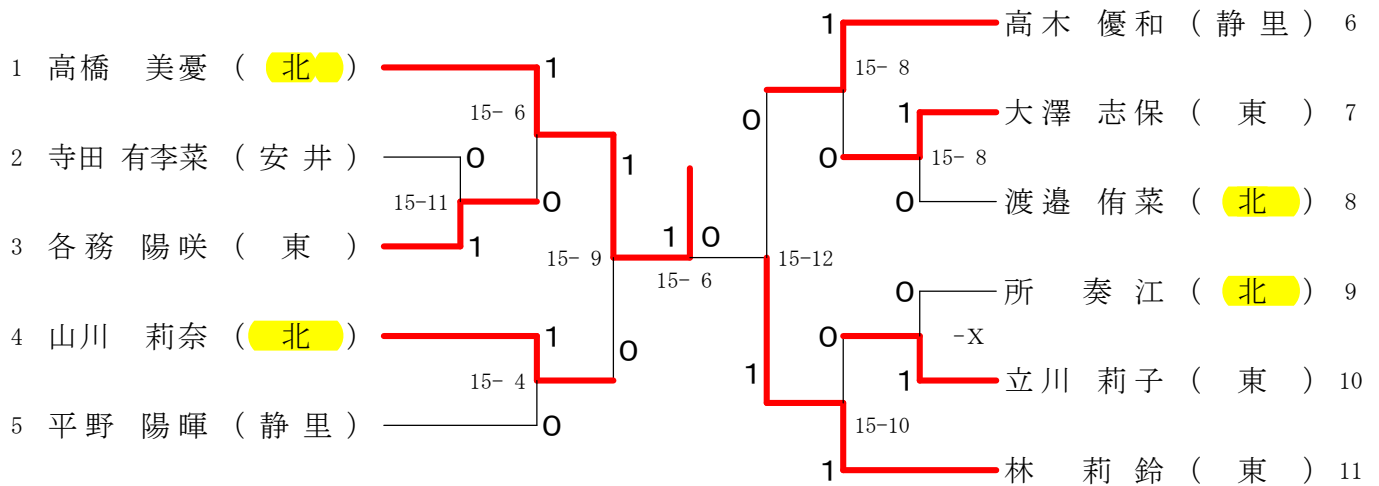 1 高橋 美憂 ( 北 )
2 寺田 有李菜 ( 安井 )
3 各務 陽咲 ( 東 )
4 山川 莉奈 ( 北 )
5 平野 陽暉 ( 静里 )
1
15- 6
0
0
15-11
1
1
15- 9
0
1
15- 4
0
1 0
15- 6
1
15- 8
0
1
0
15- 8
0
15-12
0
0
-X
1
1
15-10
1
高木 優和 ( 静里 ) 6
大澤 志保 ( 東 ) 7
渡邉 侑菜 ( 北 ) 8
所 奏江 ( 北 ) 9
立川 莉子 ( 東 ) 10
林 莉鈴 ( 東 ) 11